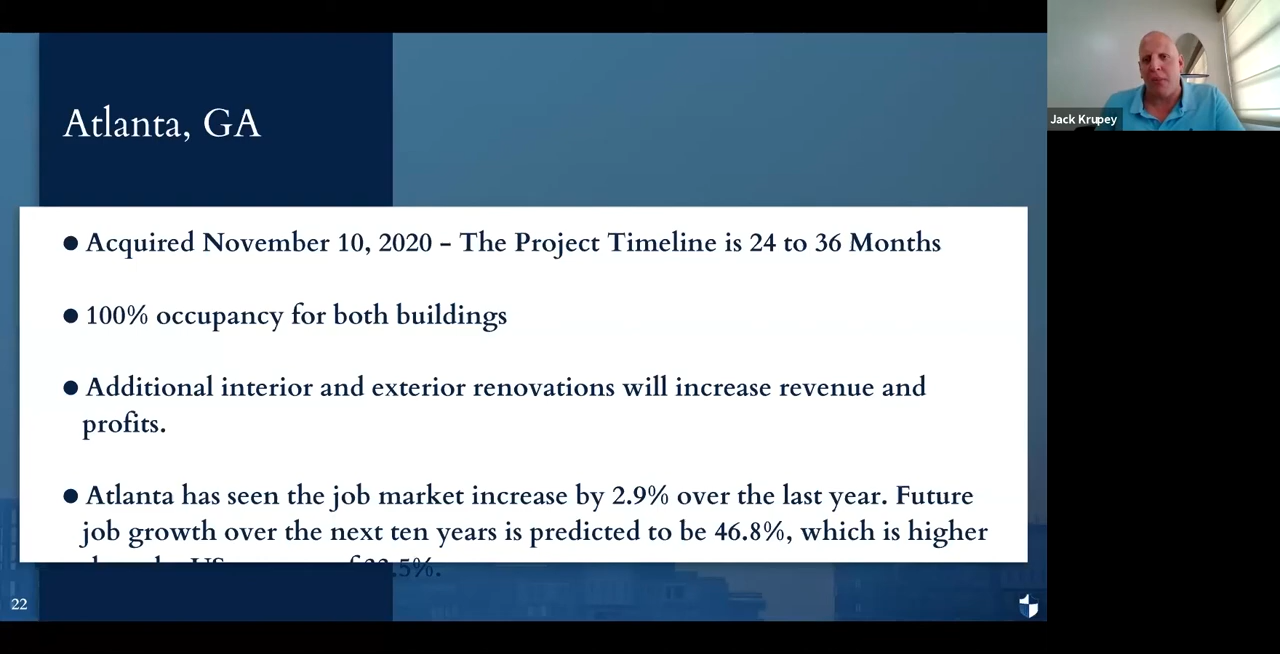 Atlanta, GA
Jack Krupey
● Acquired November 10, 2020 – The Project Timeline is 24 to 36 Months
● 100% occupancy for both buildings
● Additional interior and exterior renovations will increase revenue and
profits.
● Atlanta has seen the job market increase by 2.9% over the last year. Future
job growth over the next ten years is predicted to be 46.8%, which is higher
US of .5%.
22